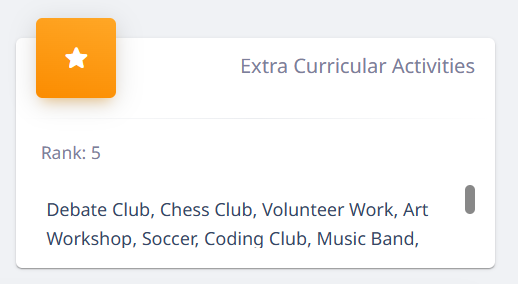 Extra Curricular Activities
Rank: 5
Debate Club, Chess Club, Volunteer Work, Art
Workshop, Soccer, Coding Club, Music Band,